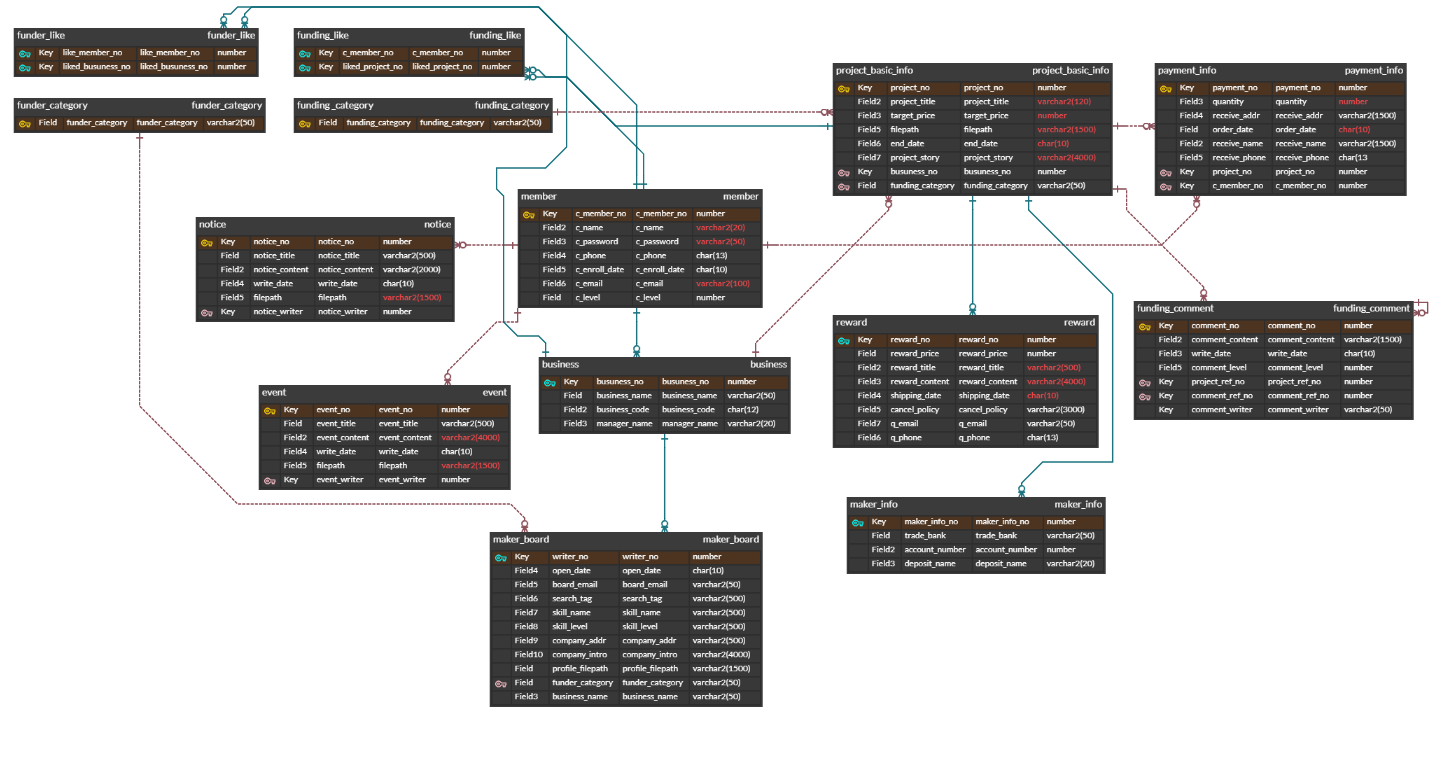 funder_like funder_like
Key like_member_no like_member_no number
Key liked_busuness_no liked_busuness_no number
funding_like funding_like
Key c_member_no c_member_no number
Key liked_project_no liked_project_no number
funder_category funder_category
Field funder_category funder_category varchar2(50)
funding_category funding_category
Field funding_category funding_category varchar2(50)
project_basic_info project_basic_info
Key project_no project_no number
Field2 project_title project_title varchar2(120)
Field3 target_price target_price number
Field5 filepath filepath varchar2(1500)
Field6 end_date end_date char(10)
Field7 project_story project_story varchar2(4000)
Key busuness_no busuness_no number
Field funding_category funding_category varchar2(50)
payment_info payment_info
Key payment_no payment_no number
Field3 quantity quantity number
Field4 receive_addr receive_addr varchar2(1500)
Field order_date order_date char(10)
Field2 receive_name receive_name varchar2(1500)
Field5 receive_phone receive_phone char(13
Key project_no project_no number
Key c_member_no c_member_no number
member member
Key c_member_no c_member_no number
Field2 c_name c_name varchar2(20)
Field3 c_password c_password varchar2(50)
Field4 c_phone c_phone char(13)
Field5 c_enroll_date c_enroll_date char(10)
Field6 c_email c_email varchar2(100)
Field c_level c_level number
notice notice
Key notice_no notice_no number
Field notice_title notice_title varchar2(500)
Field2 notice_content notice_content varchar2(2000)
Field4 write_date write_date char(10)
Field5 filepath filepath varchar2(1500)
Key notice_writer notice_writer number
funding_comment funding_comment
Key comment_no comment_no number
Field2 comment_content comment_content varchar2(1500)
Field3 write_date write_date char(10)
Field5 comment_level comment_level number
Key project_ref_no project_ref_no number
Key comment_ref_no comment_ref_no number
Key comment_writer comment_writer varchar2(50)
reward reward
Key reward_no reward_no number
Field reward_price reward_price number
Field2 reward_title reward_title varchar2(500)
Field3 reward_content reward_content varchar2(4000)
Field4 shipping_date shipping_date char(10)
Field5 cancel_policy cancel_policy varchar2(3000)
Field7 q_email q_email varchar2(50)
Field6 q_phone q_phone char(13)
business business
Key busuness_no busuness_no number
Field business_name business_name varchar2(50)
Field2 business_code business_code char(12)
Field3 manager_name manager_name varchar2(20)
event event
Key event_no event_no number
Field event_title event_title varchar2(500)
Field2 event_content event_content varchar2(4000)
Field4 write_date write_date char(10)
Field5 filepath filepath varchar2(1500)
Key event_writer event_writer number
maker_info maker_info
Key maker_info_no maker_info_no number
Field trade_bank trade_bank varchar2(50)
Field2 account_number account_number number
Field3 deposit_name deposit_name varchar2(20)
maker_board maker_board
Key writer_no writer_no number
Field4 open_date open_date char(10)
Field5 board_email board_email varchar2(50)
Field6 search_tag search_tag varchar2(500)
Field7 skill_name skill_name varchar2(500)
Field8 skill_level skill_level varchar2(500)
Field9 company_addr company_addr varchar2(500)
Field10 company_intro company_intro varchar2(4000)
Field profile_filepath profile_filepath varchar2(1500)
Field funder_category funder_category varchar2(50)
Field3 business_name business_name varchar2(50)